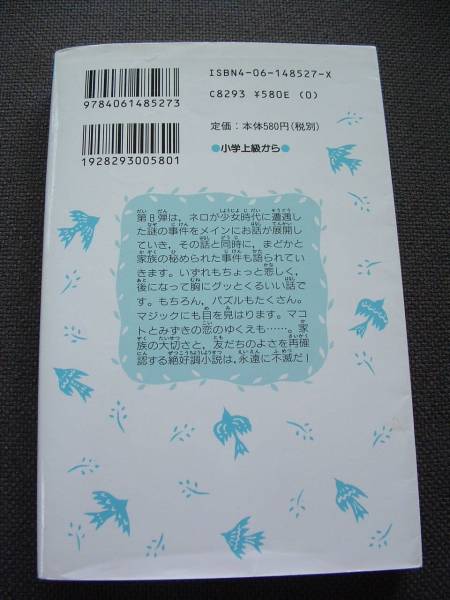 ISBN4-06-148527-X
C8293 ¥580E (0)
9784061485273
定価：本体580円（税別）
1928293005801
●小学上級から●
第8弾は、ネロが少女時代に遭遇し
た謎の事件をメインにお話が展開
していき、その話と同時に、まどかと
家族の秘められた事件も語られてい
きます。いずれもちょっと悲しく、
後になって胸にグッとくるいい話で
す。もちろん、パズルもたくさん。
マジックにも目を見はります。マコ
トとみずきの恋のゆくえも……。家
族の大切さと、友だちのよさを再確
認する絶好調小説は、永遠に不滅だ！